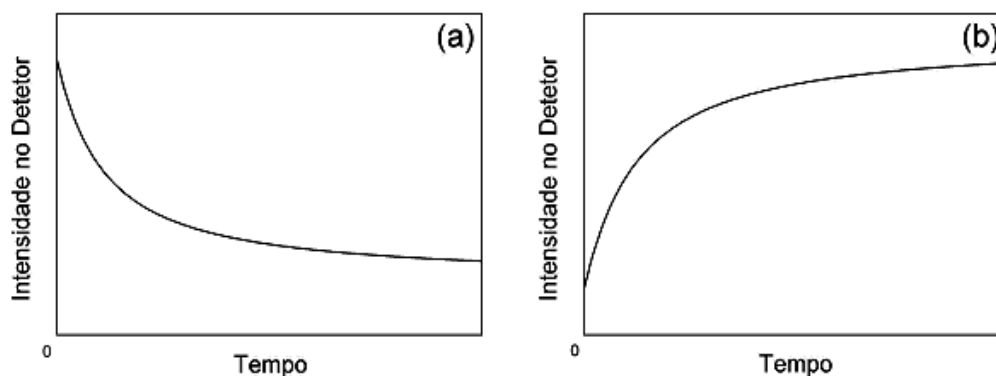 (a)
Intensidade no Detetor
0
Tempo
(b)
Intensidade no Detetor
0
Tempo